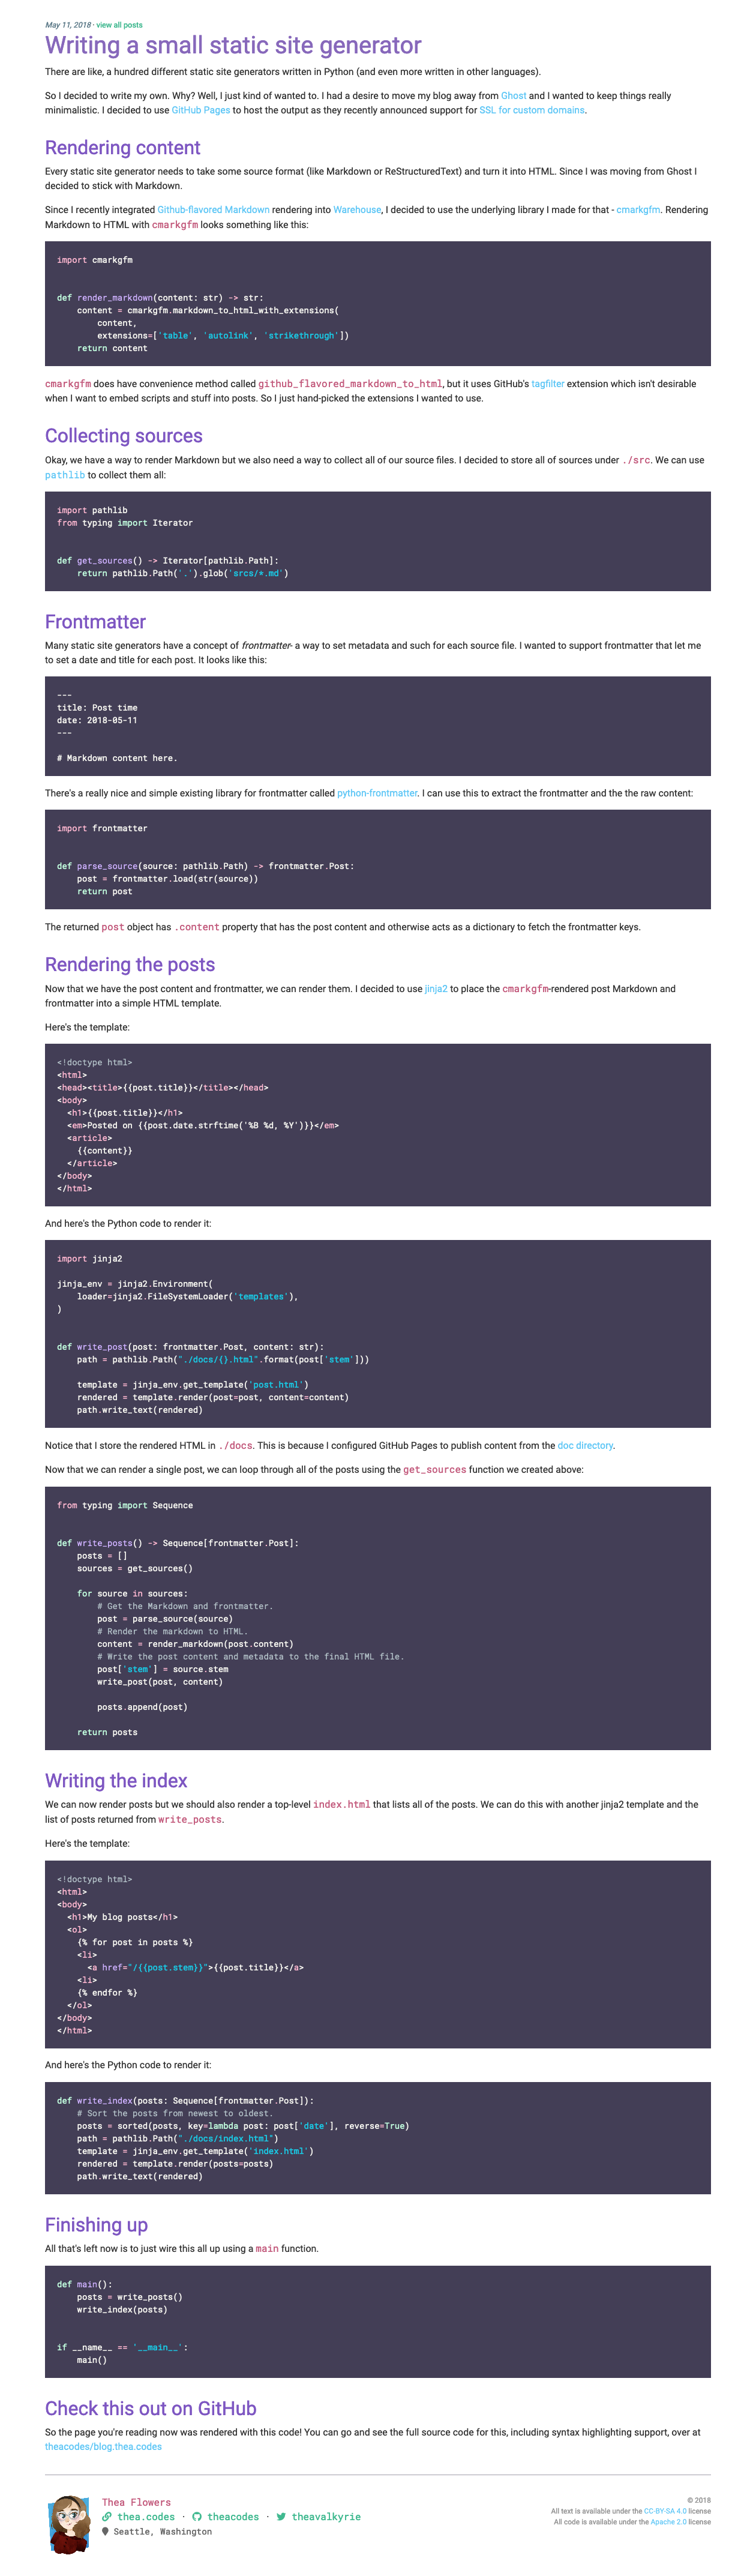 May 11, 2018 · view all posts
Writing a small static site generator
There are like, a hundred different static site generators written in Python (and even more written in other languages).
So I decided to write my own. Why? Well, I just kind of wanted to. I had a desire to move my blog away from Ghost and I wanted to keep things really
minimalistic. I decided to use GitHub Pages to host the output as they recently announced support for SSL for custom domains.
Rendering content
Every static site generator needs to take some source format (like Markdown or ReStructuredText) and turn it into HTML. Since I was moving from Ghost I
decided to stick with Markdown.
Since I recently integrated Github-flavored Markdown rendering into Warehouse, I decided to use the underlying library I made for that - cmarkgfm. Rendering
Markdown to HTML with cmarkgfm looks something like this:
import cmarkgfm
def render_markdown(content: str) -> str:
    content = cmarkgfm.markdown_to_html_with_extensions(
        content,
        extensions=['table', 'autolink', 'strikethrough'])
    return content
cmarkgfm does have convenience method called github_flavored_markdown_to_html, but it uses GitHub's tagfilter extension which isn't desirable
when I want to embed scripts and stuff into posts. So I just hand-picked the extensions I wanted to use.
Collecting sources
Okay, we have a way to render Markdown but we also need a way to collect all of our source files. I decided to store all of sources under ./src. We can use
pathlib to collect them all:
import pathlib
from typing import Iterator
def get_sources() -> Iterator[pathlib.Path]:
    return pathlib.Path('.').glob('srcs/*.md')
Frontmatter
Many static site generators have a concept of frontmatter- a way to set metadata and such for each source file. I wanted to support frontmatter that let me
to set a date and title for each post. It looks like this:
---
title: Post time
date: 2018-05-11
---
# Markdown content here.
There's a really nice and simple existing library for frontmatter called python-frontmatter. I can use this to extract the frontmatter and the the raw content:
import frontmatter
def parse_source(source: pathlib.Path) -> frontmatter.Post:
    post = frontmatter.load(str(source))
    return post
The returned post object has .content property that has the post content and otherwise acts as a dictionary to fetch the frontmatter keys.
Rendering the posts
Now that we have the post content and frontmatter, we can render them. I decided to use jinja2 to place the cmarkgfm-rendered post Markdown and
frontmatter into a simple HTML template.
Here's the template:
<!doctype html>
<html>
<head><title>{{post.title}}</title></head>
<body>
  <h1>{{post.title}}</h1>
  <em>Posted on {{post.date.strftime('%B %d, %Y')}}</em>
  <article>
    {{content}}
  </article>
</body>
</html>
And here's the Python code to render it:
import jinja2
jinja_env = jinja2.Environment(
    loader=jinja2.FileSystemLoader('templates'),
)
def write_post(post: frontmatter.Post, content: str):
    path = pathlib.Path("./docs/{}.html".format(post['stem']))
    template = jinja_env.get_template('post.html')
    rendered = template.render(post=post, content=content)
    path.write_text(rendered)
Notice that I store the rendered HTML in ./docs. This is because I configured GitHub Pages to publish content from the doc directory.
Now that we can render a single post, we can loop through all of the posts using the get_sources function we created above:
from typing import Sequence
def write_posts() -> Sequence[frontmatter.Post]:
    posts = []
    sources = get_sources()
    for source in sources:
        # Get the Markdown and frontmatter.
        post = parse_source(source)
        # Render the markdown to HTML.
        content = render_markdown(post.content)
        # Write the post content and metadata to the final HTML file.
        post['stem'] = source.stem
        write_post(post, content)
        posts.append(post)
    return posts
Writing the index
We can now render posts but we should also render a top-level index.html that lists all of the posts. We can do this with another jinja2 template and the
list of posts returned from write_posts.
Here's the template:
<!doctype html>
<html>
<body>
  <h1>My blog posts</h1>
  <ol>
    {% for post in posts %}
    <li>
      <a href="/{{post.stem}}">{{post.title}}</a>
    <li>
    {% endfor %}
  </ol>
</body>
</html>
And here's the Python code to render it:
def write_index(posts: Sequence[frontmatter.Post]):
    # Sort the posts from newest to oldest.
    posts = sorted(posts, key=lambda post: post['date'], reverse=True)
    path = pathlib.Path("./docs/index.html")
    template = jinja_env.get_template('index.html')
    rendered = template.render(posts=posts)
    path.write_text(rendered)
Finishing up
All that's left now is to just wire this all up using a main function.
def main():
    posts = write_posts()
    write_index(posts)
if __name__ == '__main__':
    main()
Check this out on GitHub
So the page you're reading now was rendered with this code! You can go and see the full source code for this, including syntax highlighting support, over at
theacodes/blog.thea.codes
Thea Flowers
thea.codes · theacodes · theavalkyrie
Seattle, Washington
© 2018
All text is available under the CC-BY-SA 4.0 license
All code is available under the Apache 2.0 license